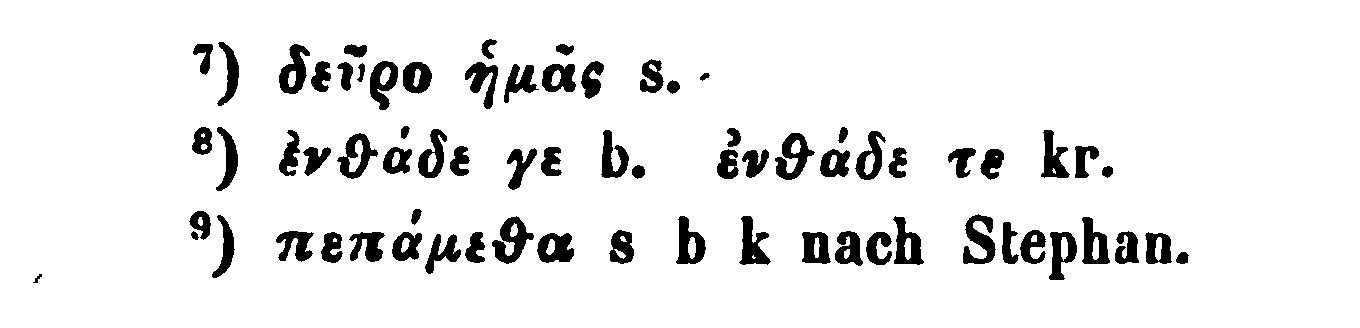 ⁷) δεῦρο ἡμᾶς s.
⁸) ἐνθάδε γε b. ἐνθάδε τε kr.
⁹) πεπάμεθα s b k nach Stephan.